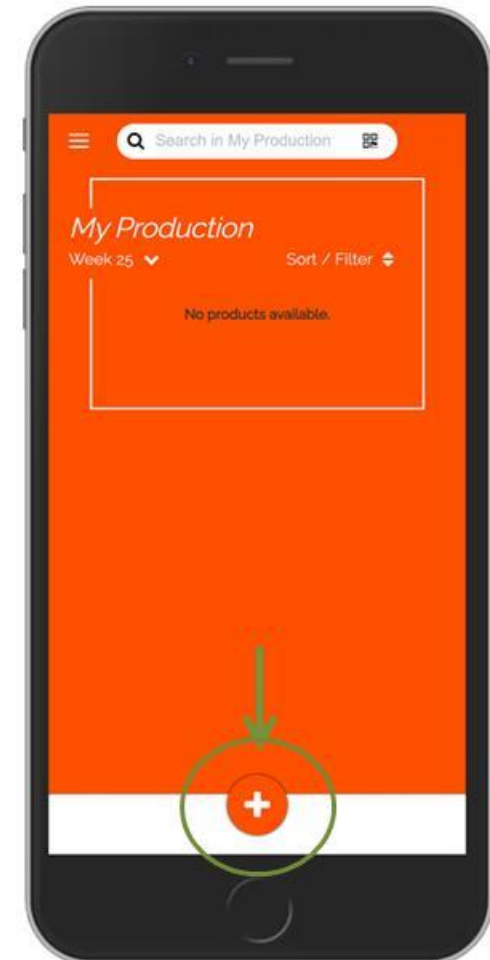 Search in My Production
My Production
Week 25
Sort / Filter
No products available.